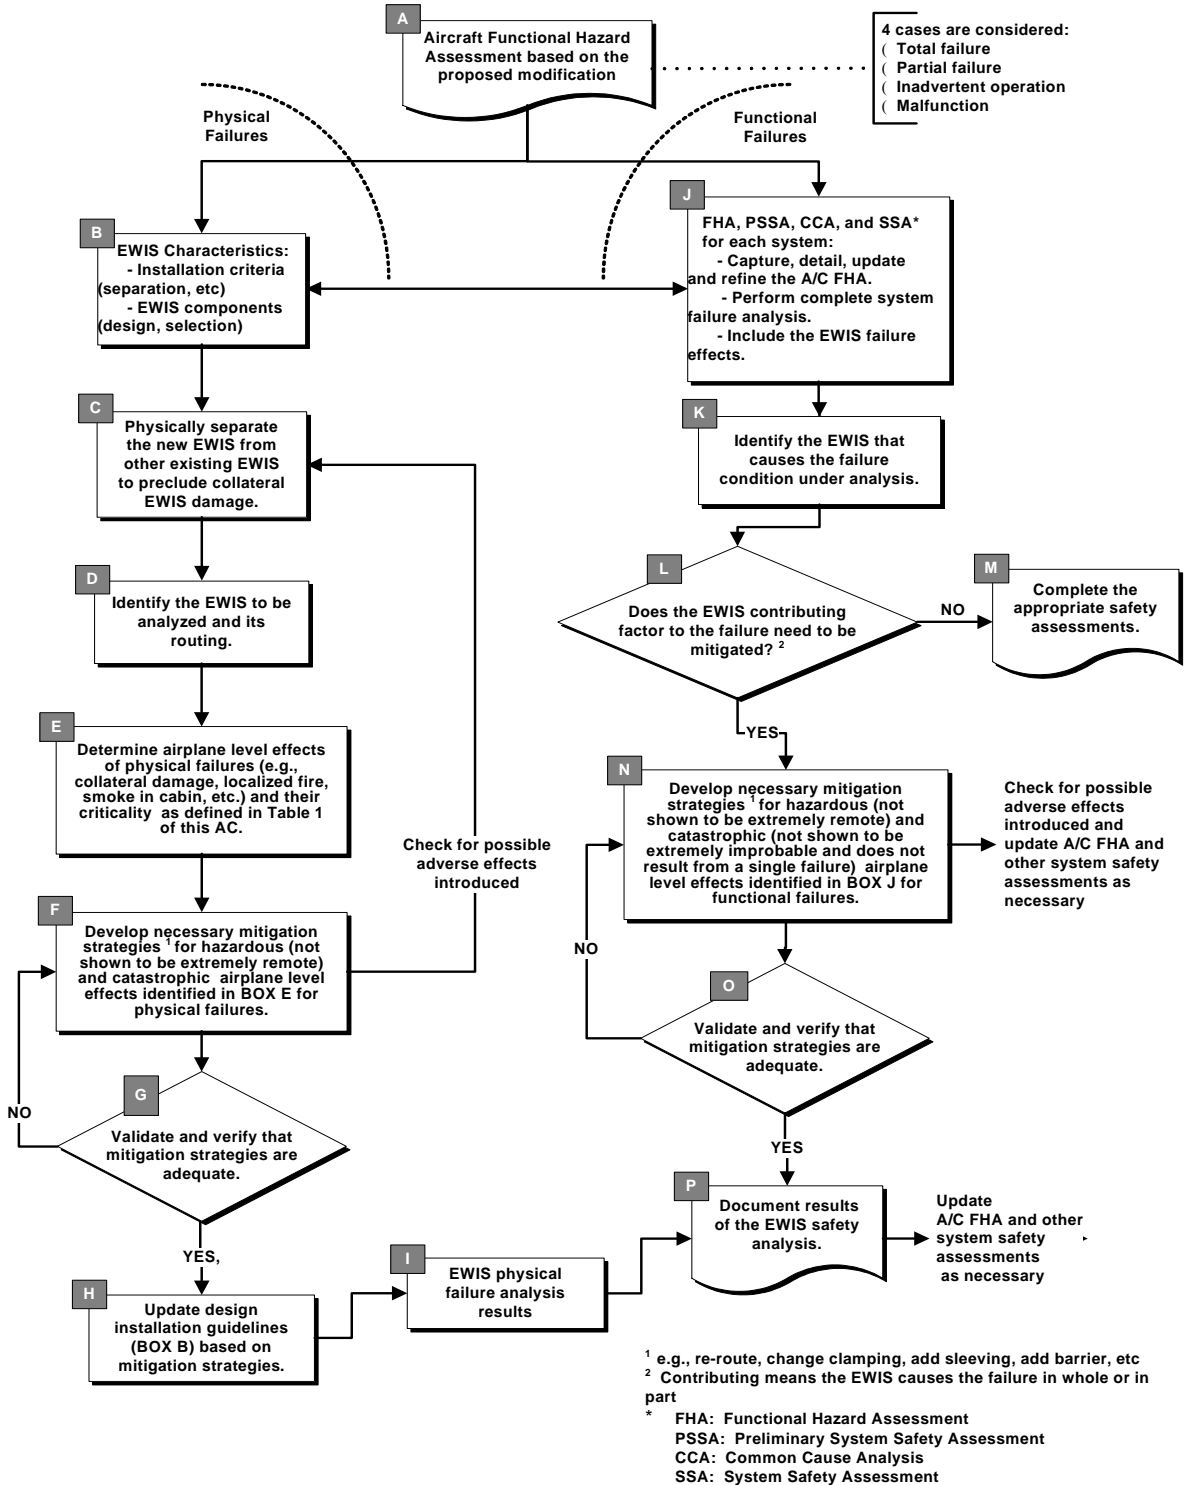 A
Aircraft Functional Hazard
Assessment based on the
proposed modification
4 cases are considered:
( Total failure
( Partial failure
( Inadvertent operation
( Malfunction
Physical
Failures
Functional
Failures
B
EWIS Characteristics:
- Installation criteria
(separation, etc)
- EWIS components
(design, selection)
J
FHA, PSSA, CCA, and SSA*
for each system:
- Capture, detail, update
and refine the A/C FHA.
- Perform complete system
failure analysis.
- Include the EWIS failure
effects.
C
Physically separate
the new EWIS from
other existing EWIS
to preclude collateral
EWIS damage.
K
Identify the EWIS that
causes the failure
condition under analysis.
D
Identify the EWIS to be
analyzed and its
routing.
L
Does the EWIS contributing
factor to the failure need to be
mitigated? 2
NO
M
Complete the
appropriate safety
assessments.
YES
E
Determine airplane level effects
of physical failures (e.g.,
collateral damage, localized fire,
smoke in cabin, etc.) and their
criticality as defined in Table 1
of this AC.
N
Develop necessary mitigation
strategies 1 for hazardous (not
shown to be extremely remote) and
catastrophic (not shown to be
extremely improbable and does not
result from a single failure) airplane
level effects identified in BOX J for
functional failures.
Check for possible
adverse effects
introduced and
update A/C FHA and
other system safety
assessments as
necessary
Check for possible
adverse effects
introduced
F
Develop necessary mitigation
strategies 1 for hazardous (not
shown to be extremely remote)
and catastrophic airplane level
effects identified in BOX E for
physical failures.
NO
O
Validate and verify that
mitigation strategies are
adequate.
G
NO
Validate and verify that
mitigation strategies are
adequate.
YES
P
Document results
of the EWIS safety
analysis.
Update
A/C FHA and other
system safety
assessments
as necessary
YES,
I
EWIS physical
failure analysis
results
H
Update design
installation guidelines
(BOX B) based on
mitigation strategies.
1 e.g., re-route, change clamping, add sleeving, add barrier, etc
2 Contributing means the EWIS causes the failure in whole or in
part
* FHA: Functional Hazard Assessment
PSSA: Preliminary System Safety Assessment
CCA: Common Cause Analysis
SSA: System Safety Assessment